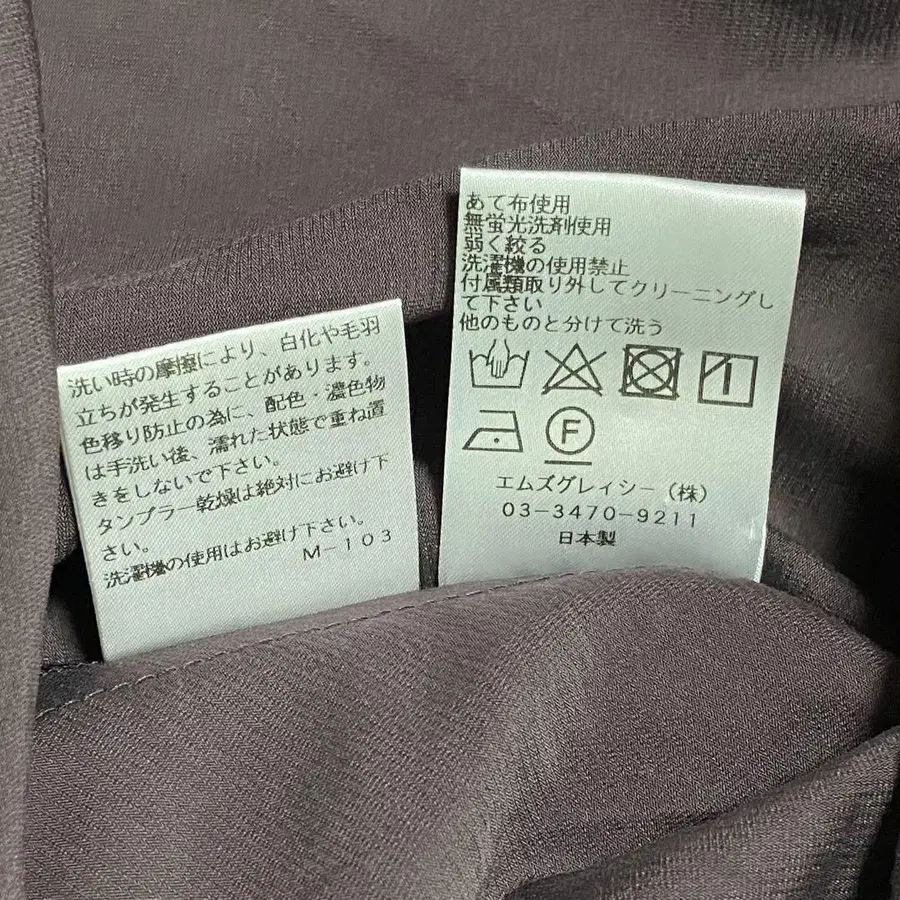 洗い時の摩擦により、白化や毛羽
立ちが発生することがあります。
色移り防止の為に、配色・濃色物
は手洗い後、濡れた状態で重ね置
きをしないで下さい。
タンブラー乾燥は絶対にお避け下
さい。
洗濯機の使用はお避け下さい。
M-103
あて布使用
無蛍光洗剤使用
弱く絞る
洗濯機の使用禁止
付属類取り外してクリーニングし
て下さい
他のものと分けて洗う
F
エムズグレイシー(株)
03-3470-9211
日本製